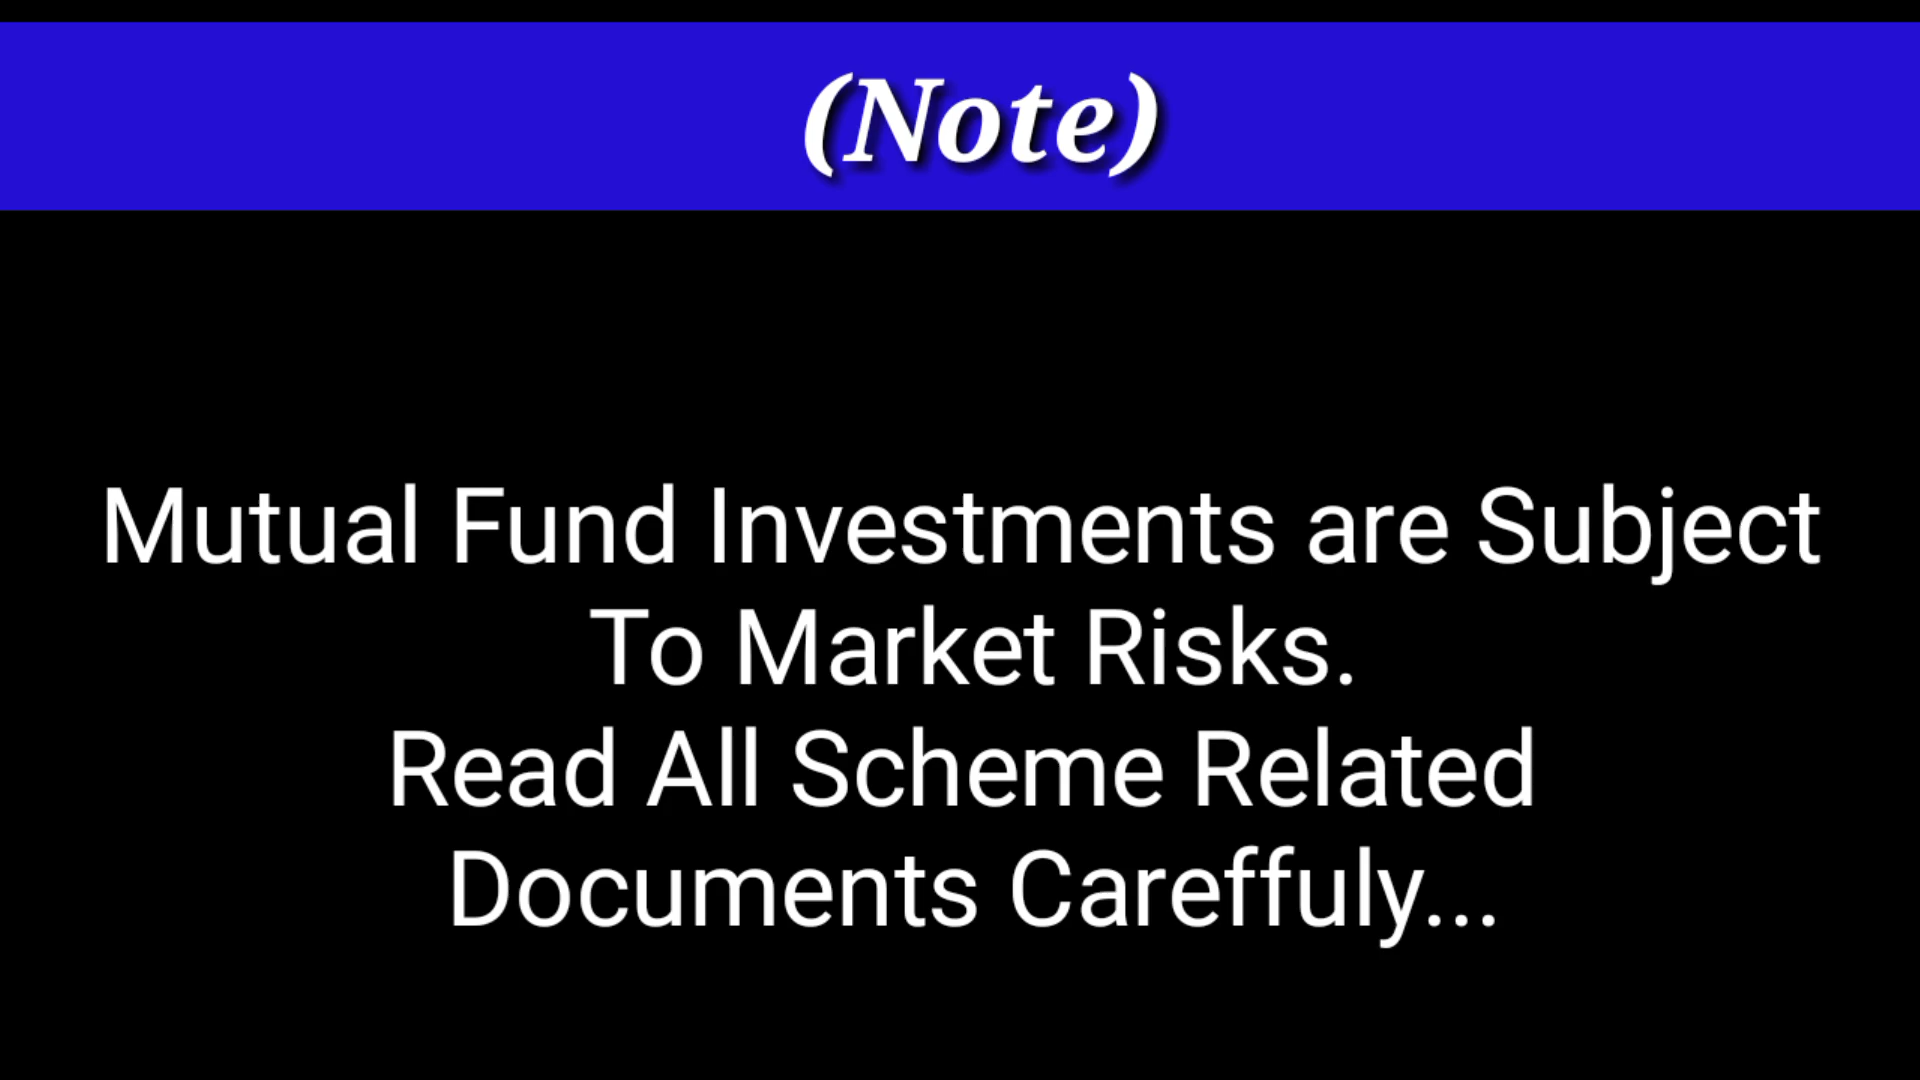 (Note)
Mutual Fund Investments are Subject
To Market Risks.
Read All Scheme Related
Documents Careffuly...